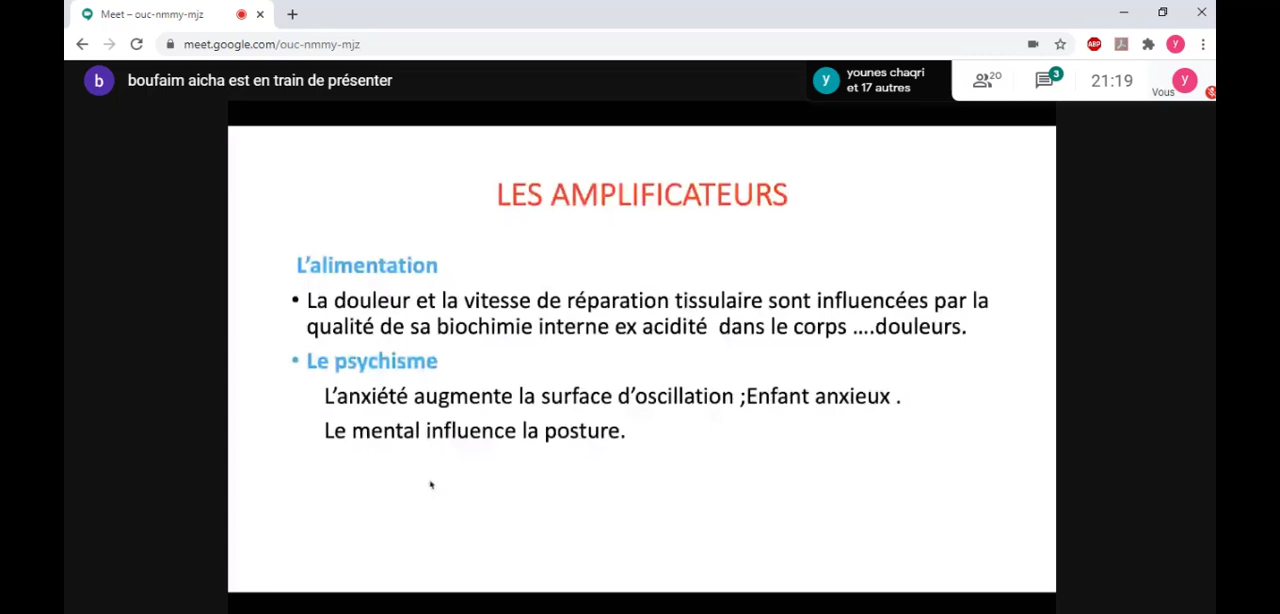 Meet – ouc-nmmy-mjz
meet.google.com/ouc-nmmy-mjz
ABP
y
b
boufaim aicha est en train de présenter
y
younes chaqri
et 17 autres
20
3
21:19
Vous
y
LES AMPLIFICATEURS
L’alimentation
• La douleur et la vitesse de réparation tissulaire sont influencées par la
qualité de sa biochimie interne ex acidité dans le corps ….douleurs.
• Le psychisme
L’anxiété augmente la surface d’oscillation ;Enfant anxieux .
Le mental influence la posture.